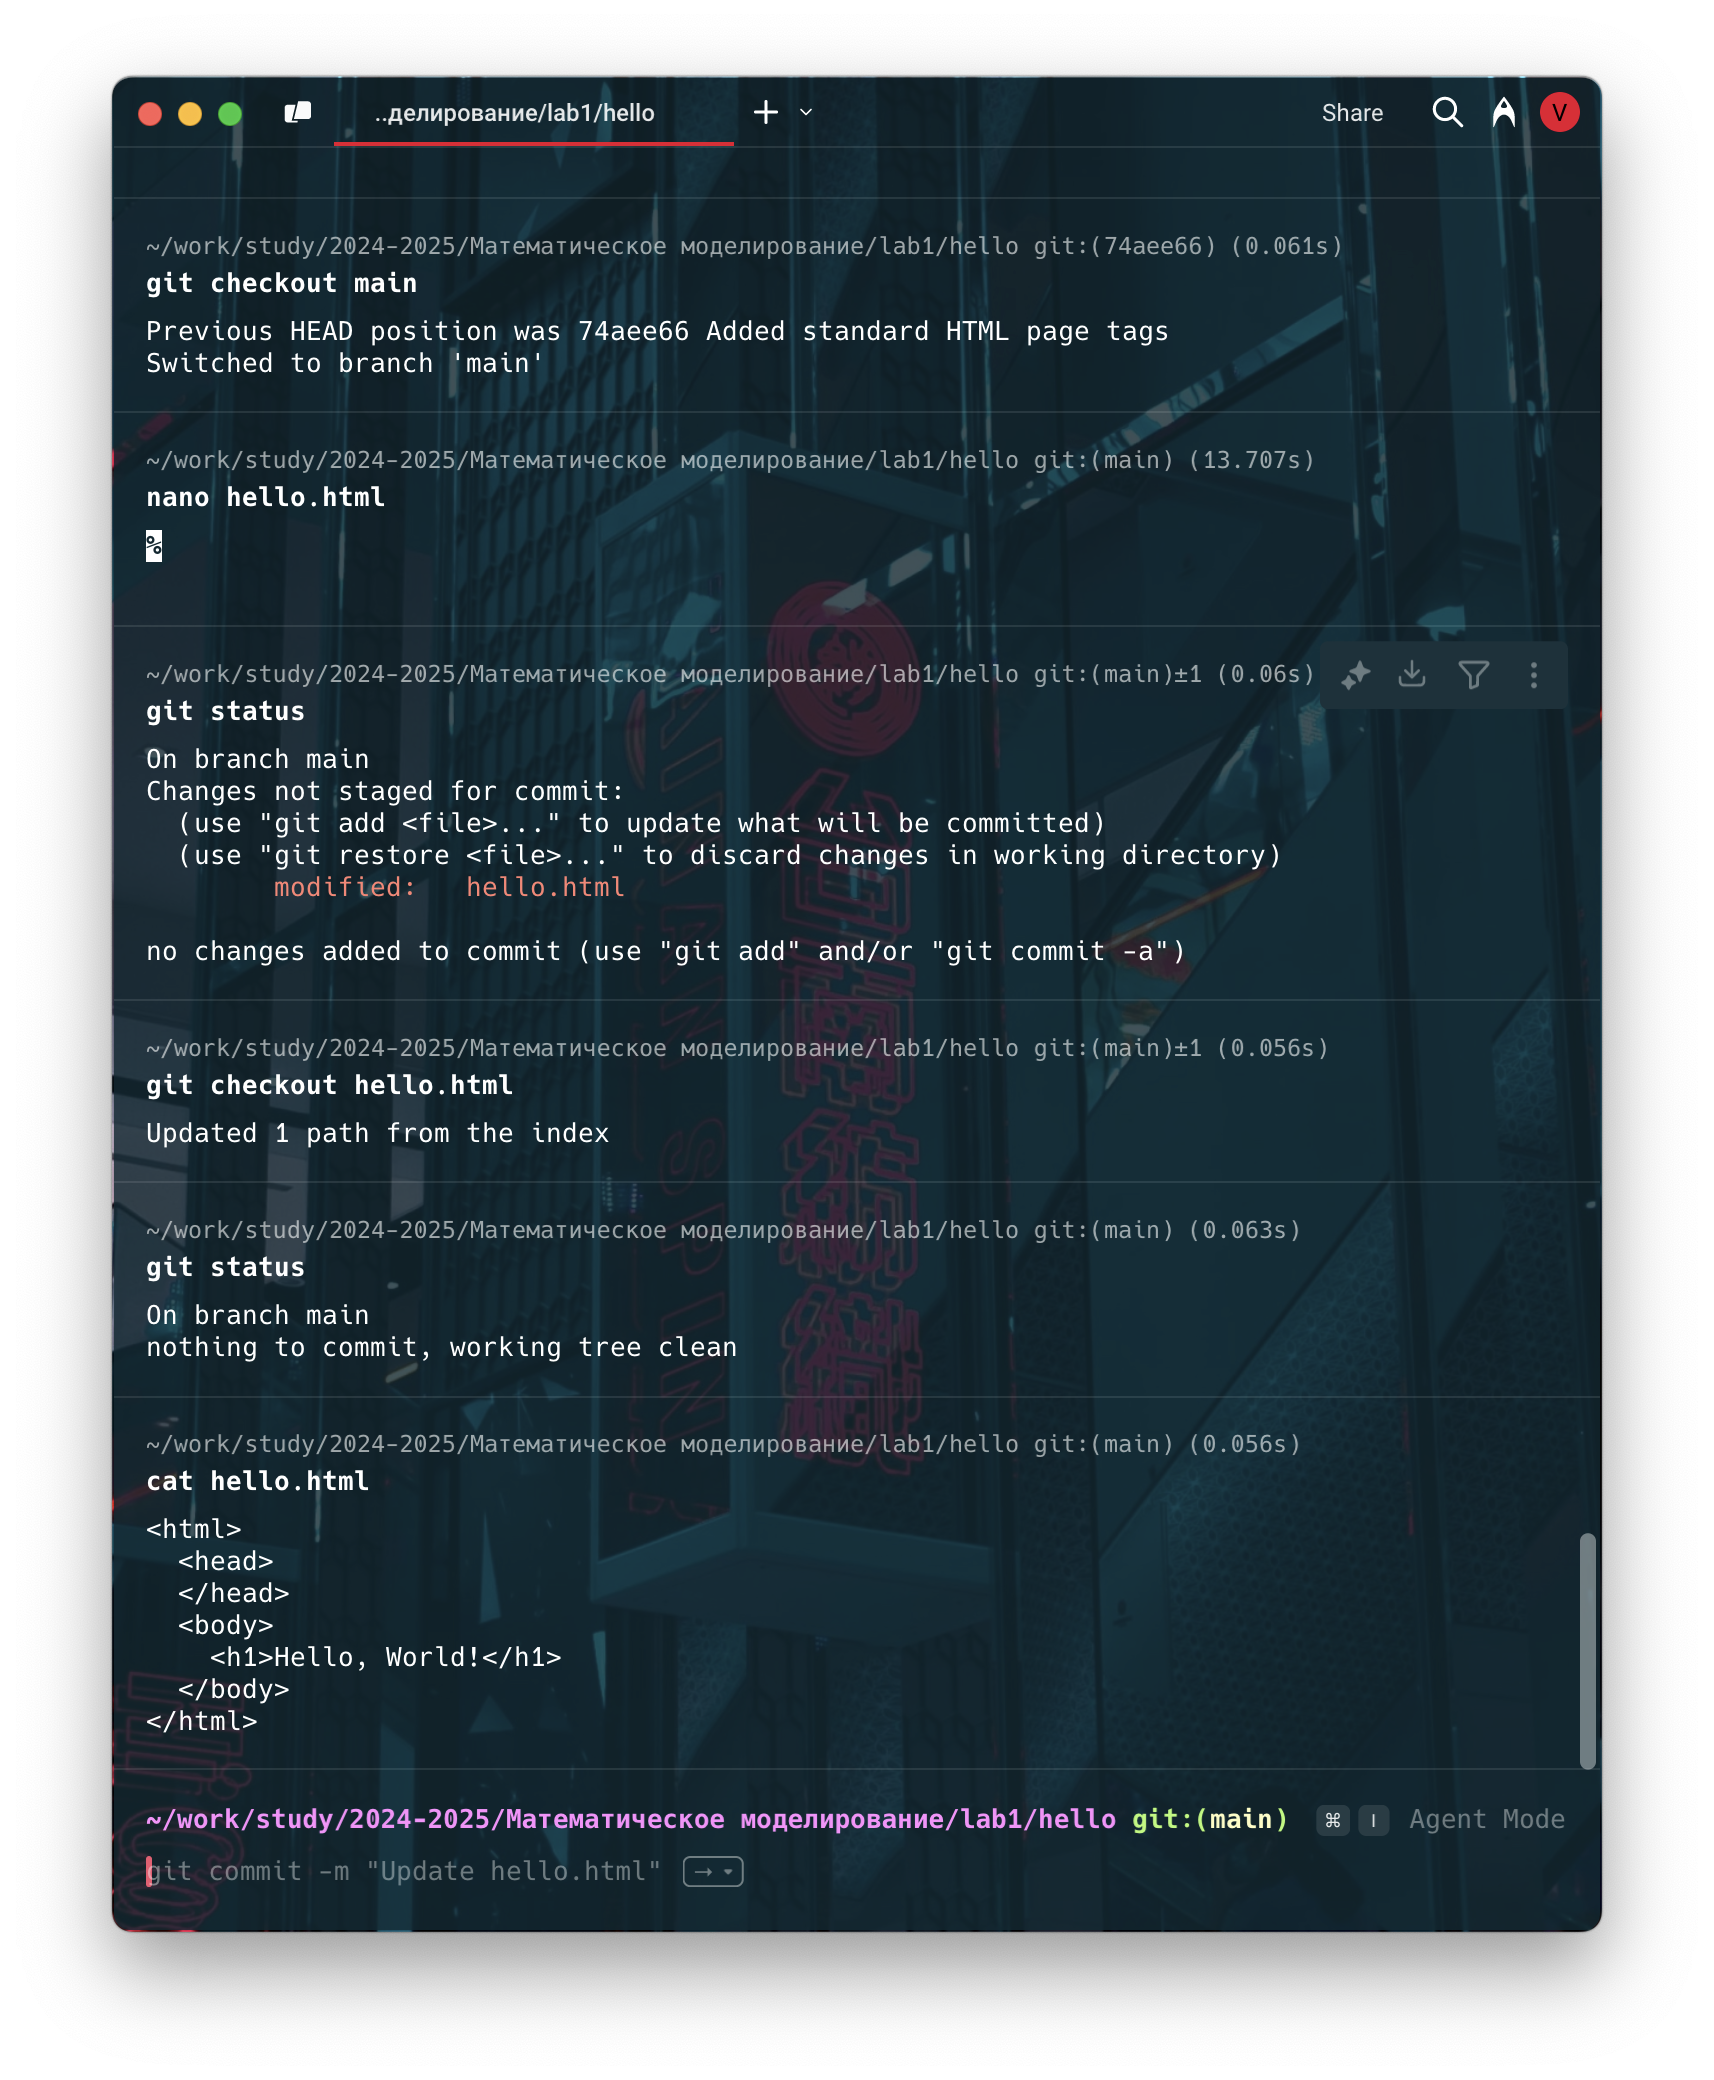 ..делирование/lab1/hello
Share
V
~/work/study/2024-2025/Математическое моделирование/lab1/hello git:(74aee66) (0.061s)
git checkout main
Previous HEAD position was 74aee66 Added standard HTML page tags
Switched to branch 'main'
~/work/study/2024-2025/Математическое моделирование/lab1/hello git:(main) (13.707s)
nano hello.html
%
~/work/study/2024-2025/Математическое моделирование/lab1/hello git:(main)±1 (0.06s)
git status
On branch main
Changes not staged for commit:
  (use "git add <file>..." to update what will be committed)
  (use "git restore <file>..." to discard changes in working directory)
        modified:   hello.html
no changes added to commit (use "git add" and/or "git commit -a")
~/work/study/2024-2025/Математическое моделирование/lab1/hello git:(main)±1 (0.056s)
git checkout hello.html
Updated 1 path from the index
~/work/study/2024-2025/Математическое моделирование/lab1/hello git:(main) (0.063s)
git status
On branch main
nothing to commit, working tree clean
~/work/study/2024-2025/Математическое моделирование/lab1/hello git:(main) (0.056s)
cat hello.html
<html>
  <head>
  </head>
  <body>
    <h1>Hello, World!</h1>
  </body>
</html>
~/work/study/2024-2025/Математическое моделирование/lab1/hello git:(main) ⌘ I Agent Mode
git commit -m "Update hello.html" →